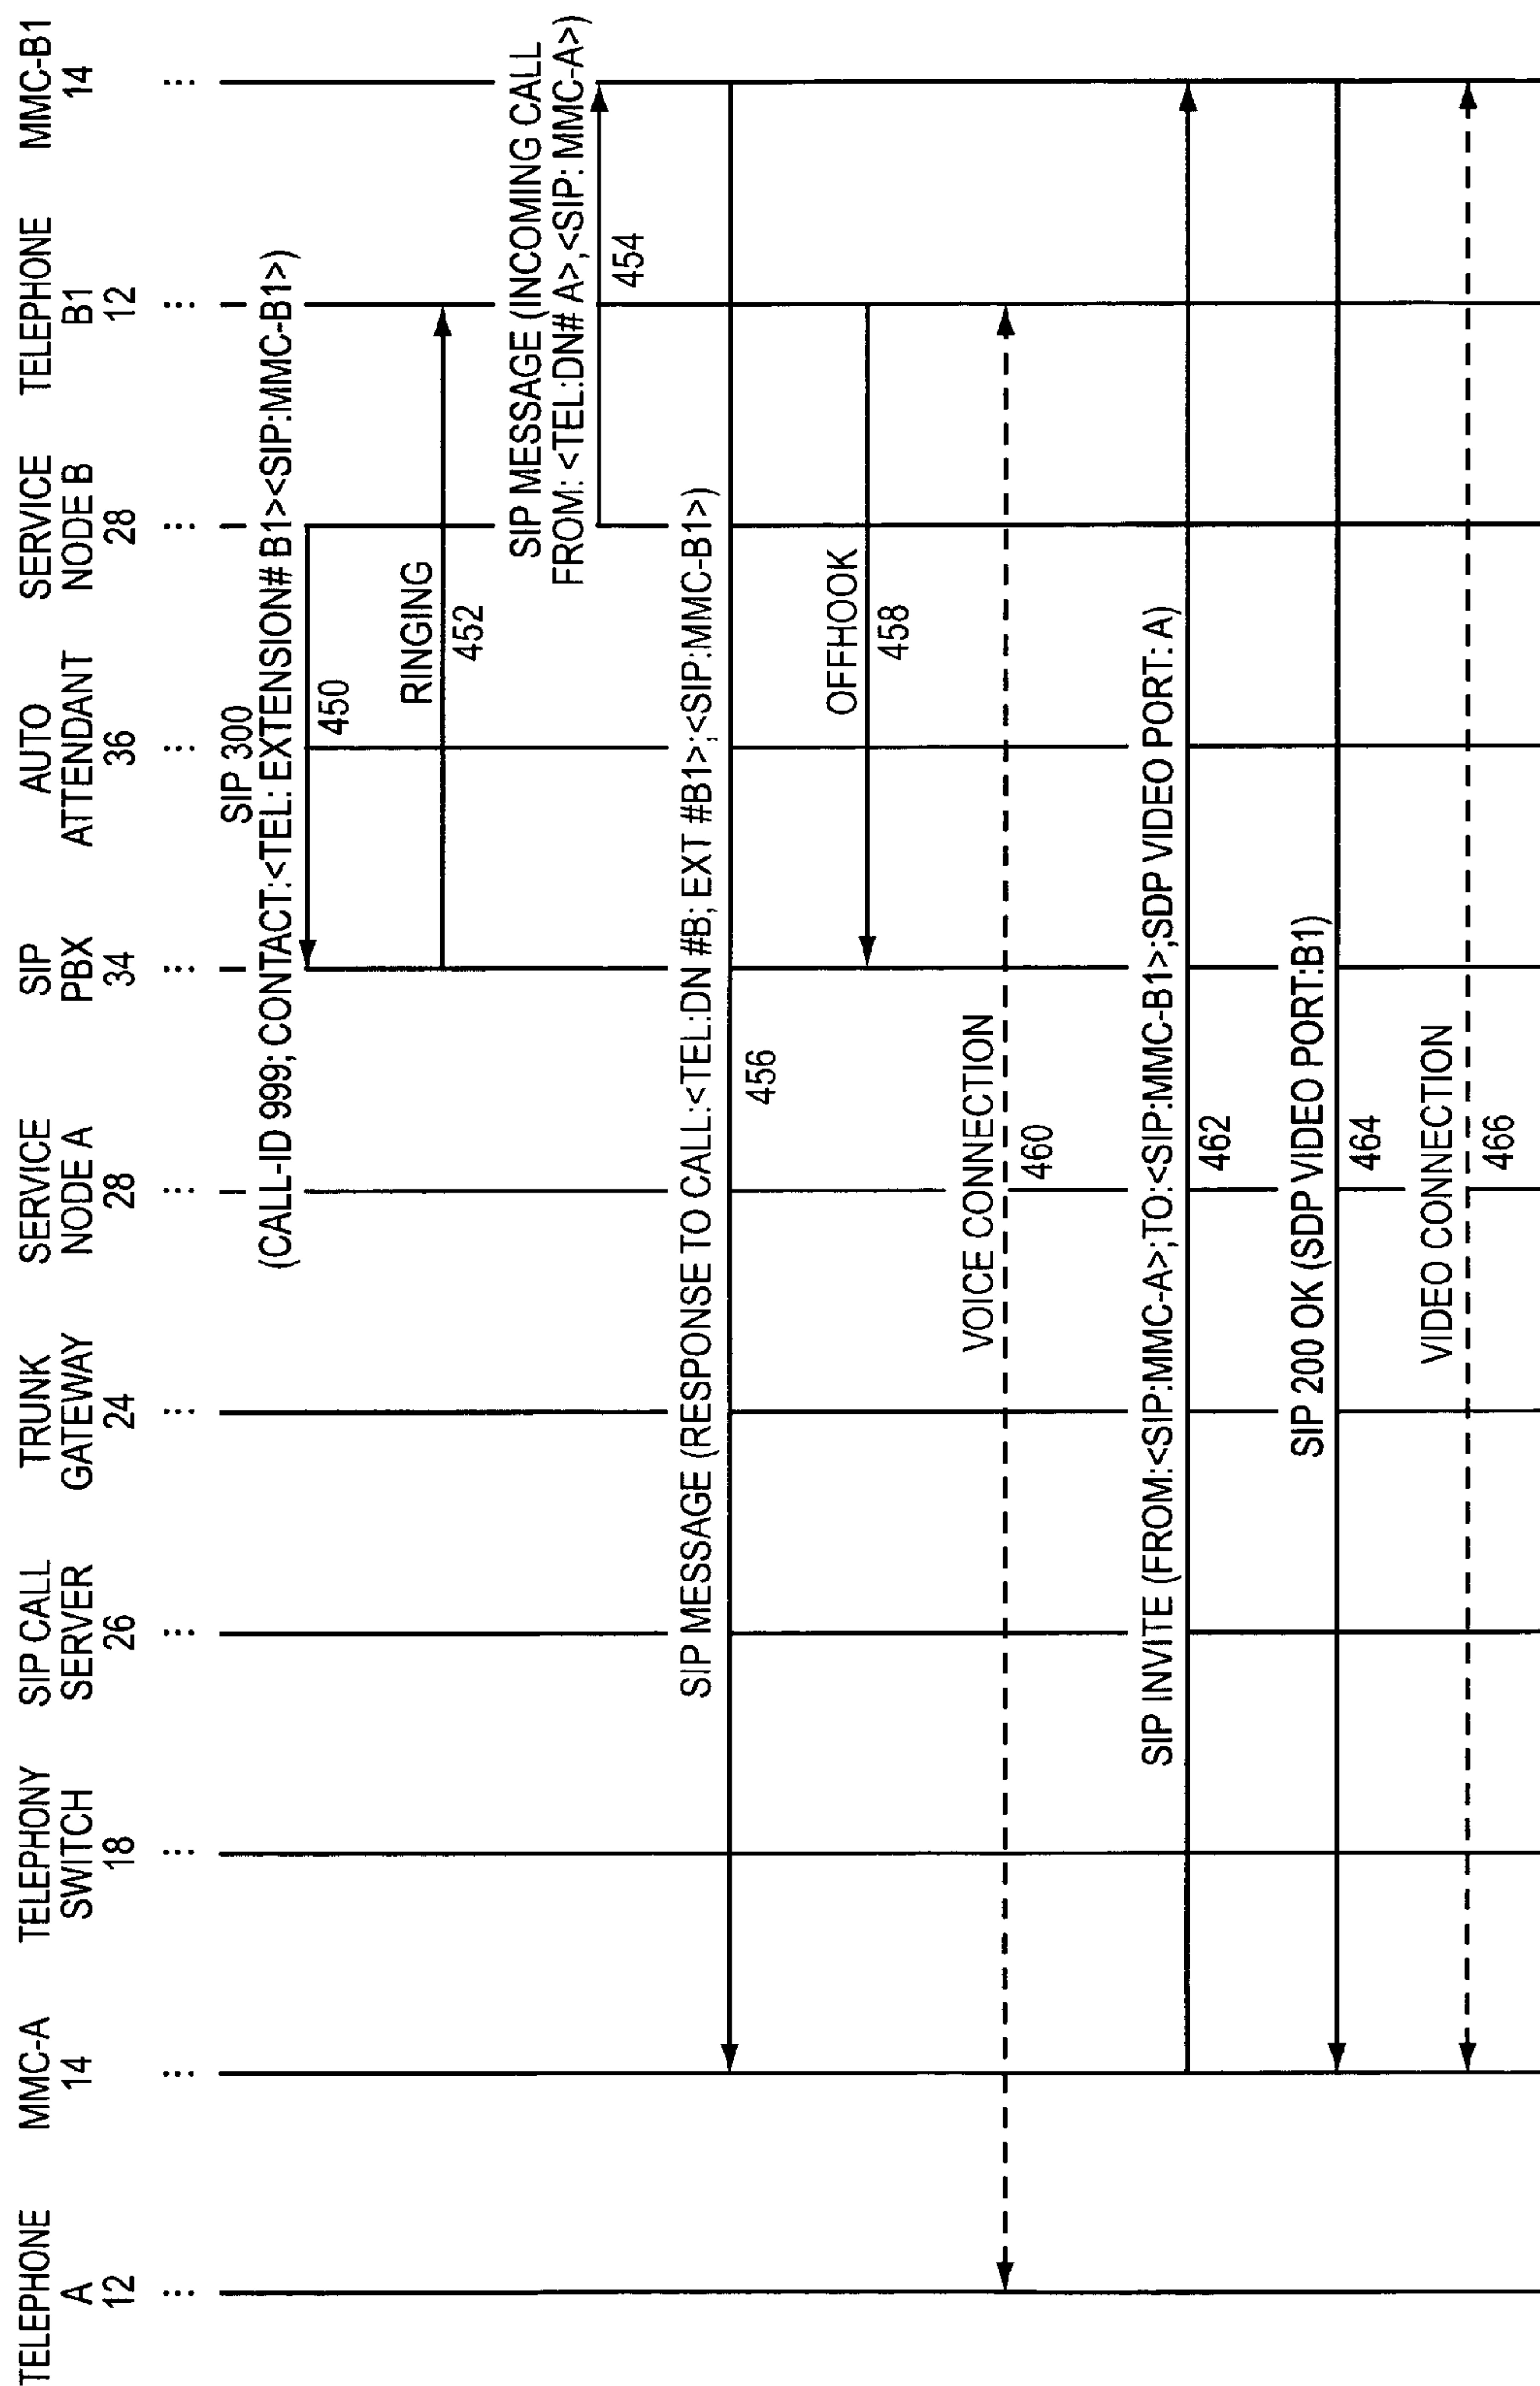 TELEPHONE
A
12
MMC-A
14
TELEPHONY
SWITCH
18
SIP CALL
SERVER
26
TRUNK
GATEWAY
24
SERVICE
NODE A
28
SIP
PBX
34
AUTO
ATTENDANT
36
SERVICE
NODE B
28
TELEPHONE
B1
12
MMC-B1
14
... ... ... ... ... ... ... ... ... ... ...
SIP 300
(CALL-ID 999; CONTACT:<TEL: EXTENSION# B1><SIP:MMC-B1>)
450
RINGING
452
SIP MESSAGE (INCOMING CALL
FROM: <TEL:DN# A>,<SIP: MMC-A>)
454
SIP MESSAGE (RESPONSE TO CALL:<TEL:DN #B; EXT #B1>;<SIP:MMC-B1>)
456
OFFHOOK
458
VOICE CONNECTION
460
SIP INVITE (FROM:<SIP:MMC-A>;TO:<SIP:MMC-B1>;SDP VIDEO PORT: A)
462
SIP 200 OK (SDP VIDEO PORT:B1)
464
VIDEO CONNECTION
466